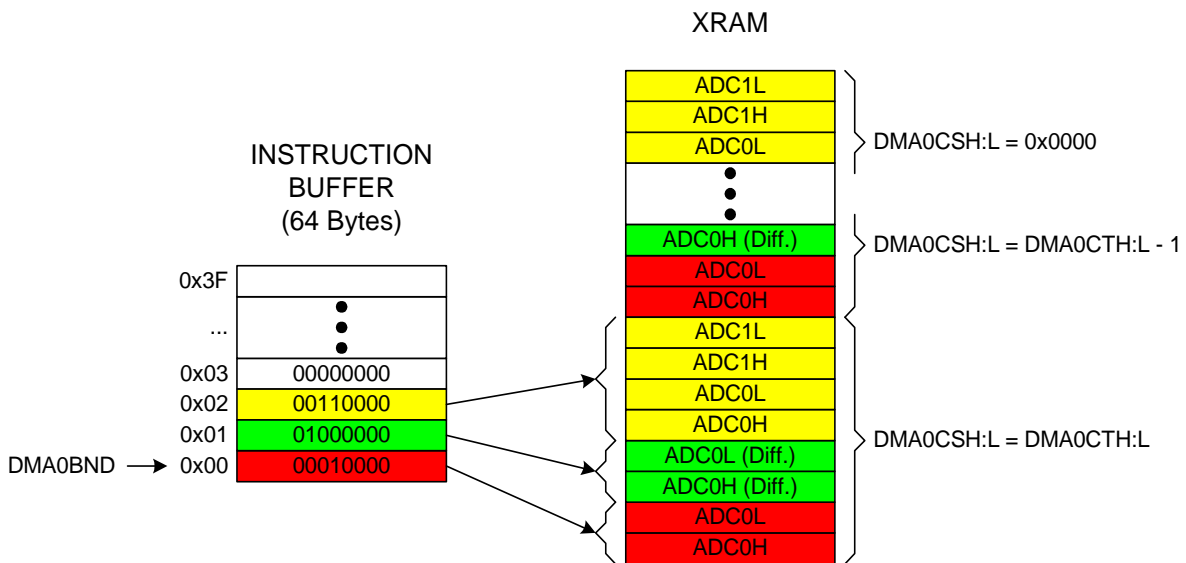 XRAM
ADC1L
ADC1H
ADC0L
DMA0CSH:L = 0x0000
INSTRUCTION
BUFFER
(64 Bytes)
ADC0H (Diff.)
DMA0CSH:L = DMA0CTH:L - 1
ADC0L
ADC0H
0x3F
...
ADC1L
ADC1H
ADC0L
ADC0H
0x03 00000000
0x02 00110000
0x01 01000000
DMA0BND 0x00 00010000
DMA0CSH:L = DMA0CTH:L
ADC0L (Diff.)
ADC0H (Diff.)
ADC0L
ADC0H